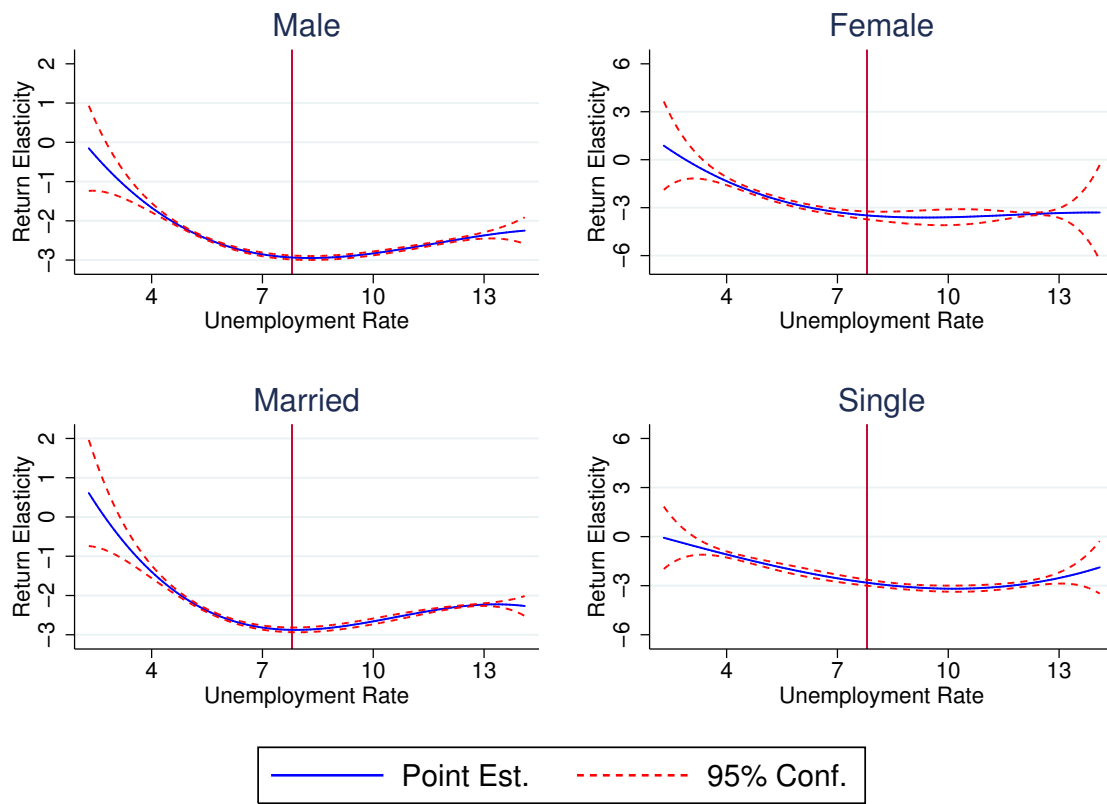 Male
Return Elasticity
2
1
0
−1
−2
−3
4 7 10 13
Unemployment Rate
Female
Return Elasticity
6
3
0
−3
−6
4 7 10 13
Unemployment Rate
Married
Return Elasticity
2
1
0
−1
−2
−3
4 7 10 13
Unemployment Rate
Single
Return Elasticity
6
3
0
−3
−6
4 7 10 13
Unemployment Rate
Point Est. 95% Conf.